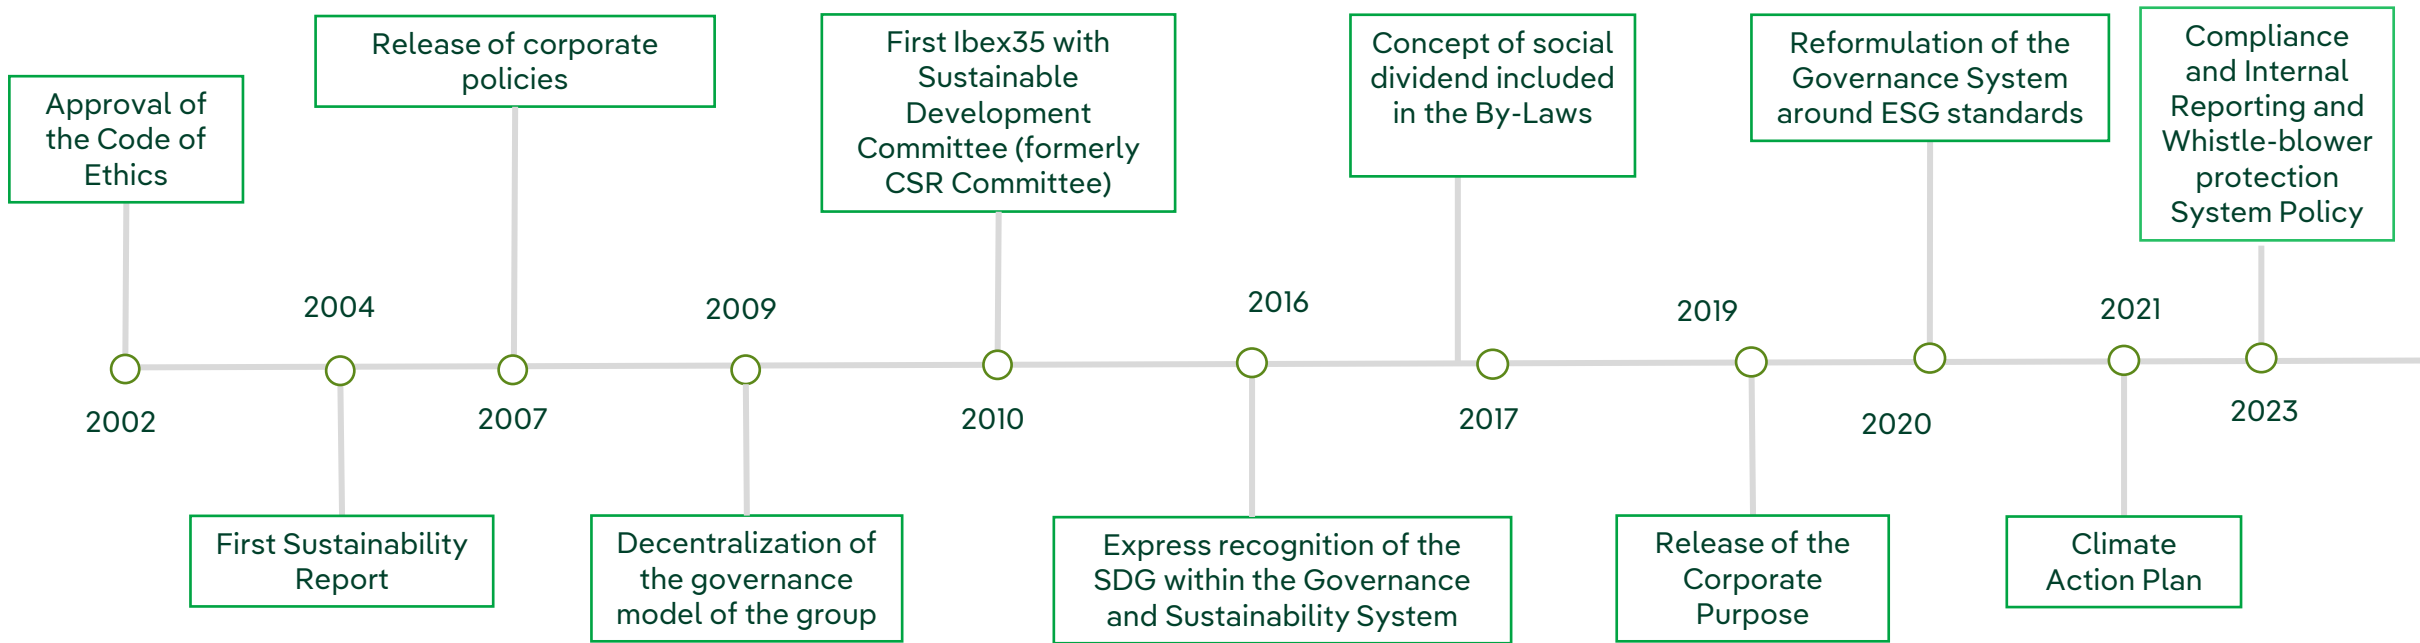 Approval of
the Code of
Ethics
2002
2004
First Sustainability
Report
Release of corporate
policies
2007
2009
Decentralization of
the governance
model of the group
First Ibex35 with
Sustainable
Development
Committee (formerly
CSR Committee)
2010
2016
Express recognition of the
SDG within the Governance
and Sustainability System
Concept of social
dividend included
in the By-Laws
2017
2019
Release of the
Corporate
Purpose
Reformulation of the
Governance System
around ESG standards
2020
2021
Climate
Action Plan
Compliance
and Internal
Reporting and
Whistle-blower
protection
System Policy
2023